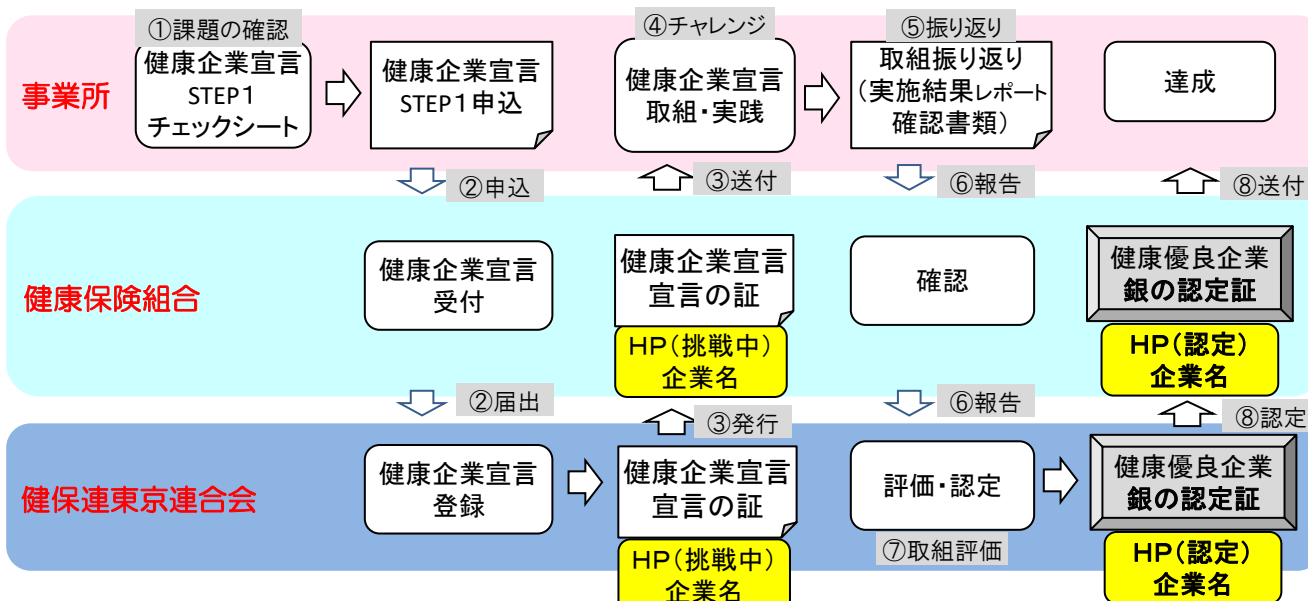 ①課題の確認
健康企業宣言
STEP1
チェックシート
健康企業宣言
STEP1申込
④チャレンジ
健康企業宣言
取組・実践
⑤振り返り
取組振り返り
(実施結果レポート
確認書類)
達成
事業所
②申込
③送付
⑥報告
⑧送付
健康保険組合
健康企業宣言
受付
健康企業宣言
宣言の証
HP(挑戦中)
企業名
確認
健康優良企業
銀の認定証
HP(認定)
企業名
②届出
③発行
⑥報告
⑧認定
健保連東京連合会
健康企業宣言
登録
健康企業宣言
宣言の証
HP(挑戦中)
企業名
評価・認定
⑦取組評価
健康優良企業
銀の認定証
HP(認定)
企業名